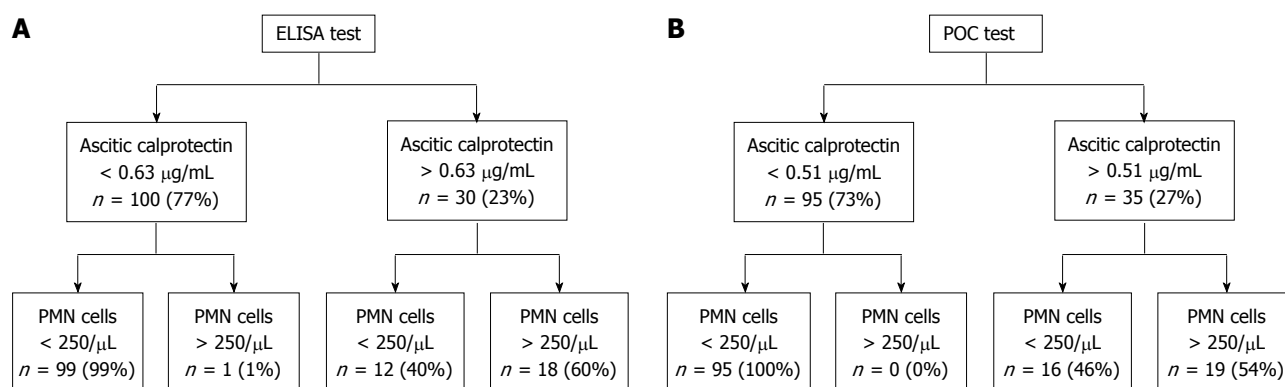 A
ELISA test
Ascitic calprotectin
< 0.63 μg/mL
n = 100 (77%)
Ascitic calprotectin
> 0.63 μg/mL
n = 30 (23%)
PMN cells
< 250/μL
n = 99 (99%)
PMN cells
> 250/μL
n = 1 (1%)
PMN cells
< 250/μL
n = 12 (40%)
PMN cells
> 250/μL
n = 18 (60%)
B
POC test
Ascitic calprotectin
< 0.51 μg/mL
n = 95 (73%)
Ascitic calprotectin
> 0.51 μg/mL
n = 35 (27%)
PMN cells
< 250/μL
n = 95 (100%)
PMN cells
> 250/μL
n = 0 (0%)
PMN cells
< 250/μL
n = 16 (46%)
PMN cells
> 250/μL
n = 19 (54%)